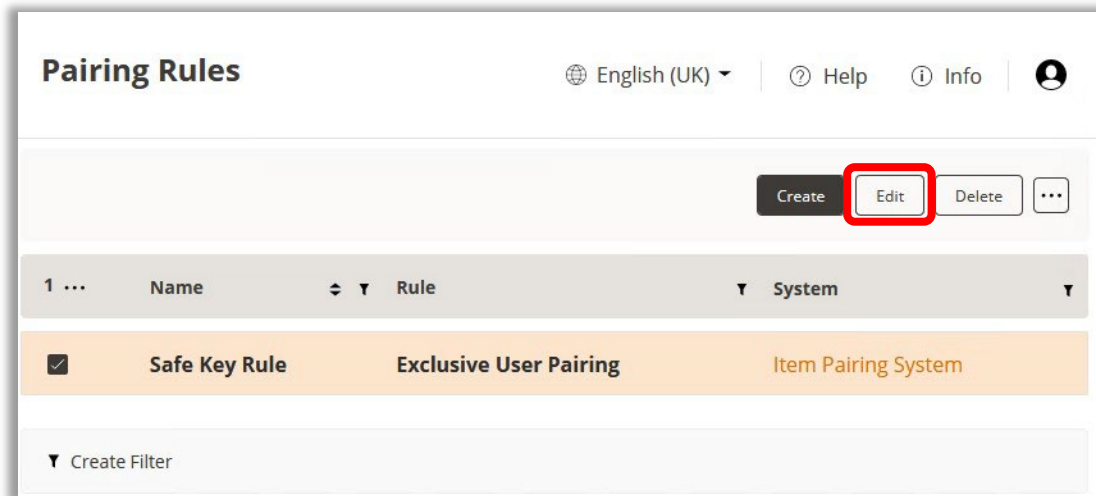 Pairing Rules
English (UK) Help Info
Create Edit Delete ...
1 ... Name Rule System
Safe Key Rule Exclusive User Pairing Item Pairing System
Create Filter